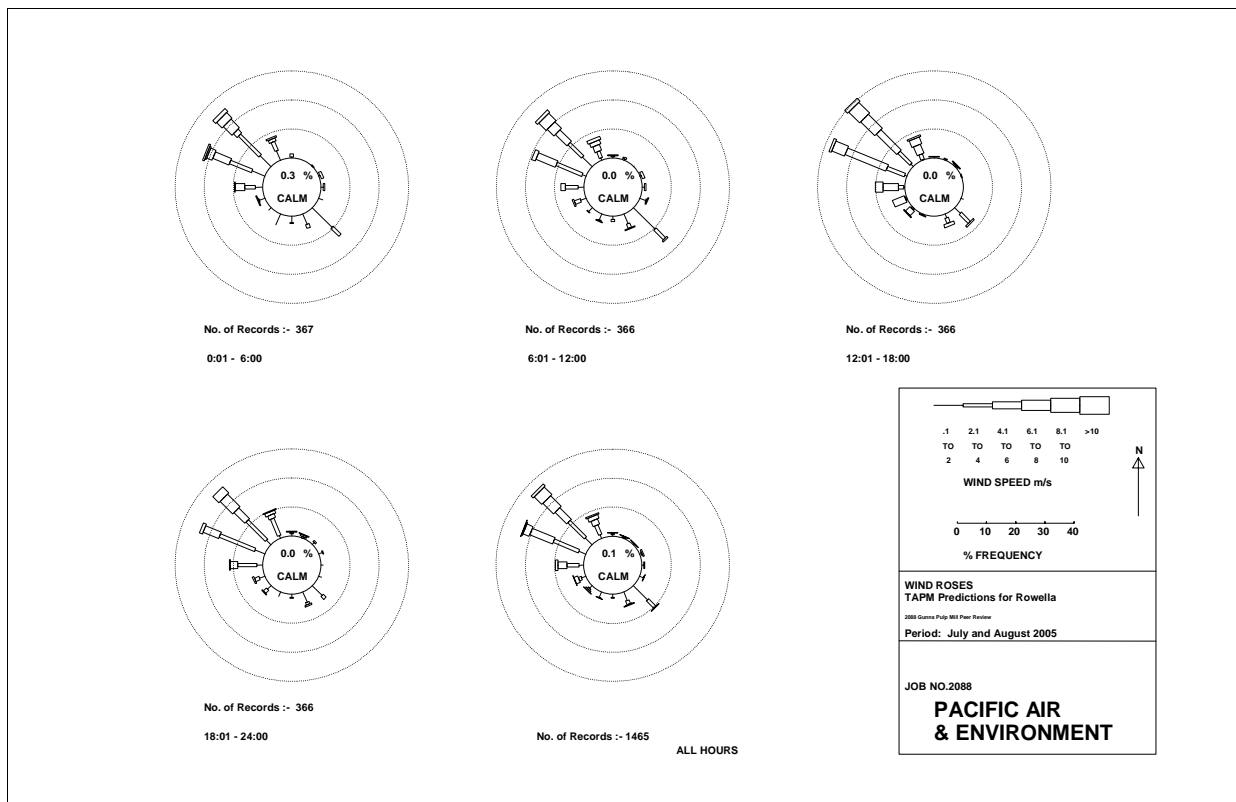 0.3 %
CALM
No. of Records :- 367
0:01 - 6:00
0.0 %
CALM
No. of Records :- 366
6:01 - 12:00
0.0 %
CALM
No. of Records :- 366
12:01 - 18:00
0.0 %
CALM
No. of Records :- 366
18:01 - 24:00
0.1 %
CALM
No. of Records :- 1465
ALL HOURS
.1 2.1 4.1 6.1 8.1 >10
TO TO TO TO TO
2 4 6 8 10
WIND SPEED m/s
N
0 10 20 30 40
% FREQUENCY
WIND ROSES
TAPM Predictions for Rowella
2088 Gunns Pulp Mill Peer Review
Period: July and August 2005
JOB NO.2088
PACIFIC AIR
& ENVIRONMENT